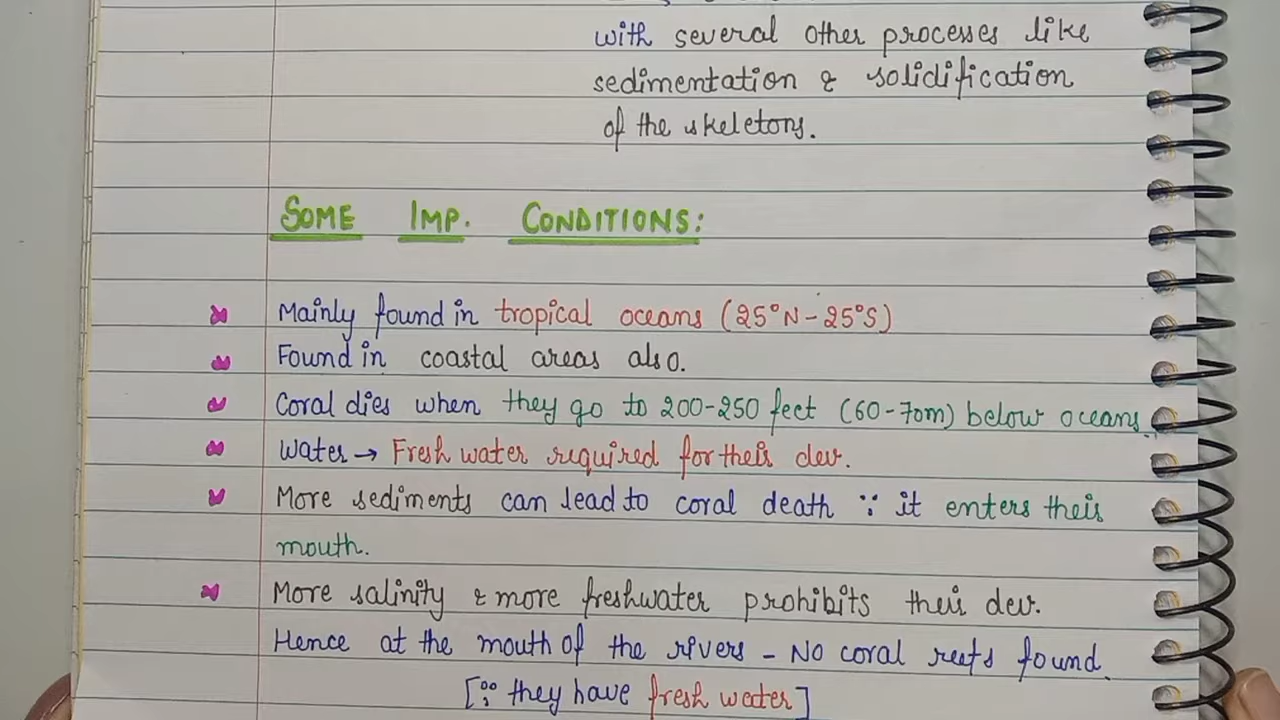 with several other processes like
sedimentation & solidification
of the skeletons.
SOME IMP. CONDITIONS:
Mainly found in tropical oceans (25°N-25°S)
Found in coastal areas also.
Coral dies when they go to 200-250 feet (60-70m) below oceans.
Water → Fresh water required for their dev.
More sediments can lead to coral death ∵ it enters their
mouth.
More salinity & more freshwater prohibits their dev.
Hence at the mouth of the rivers - No coral reefs found.
[∵ they have fresh water]